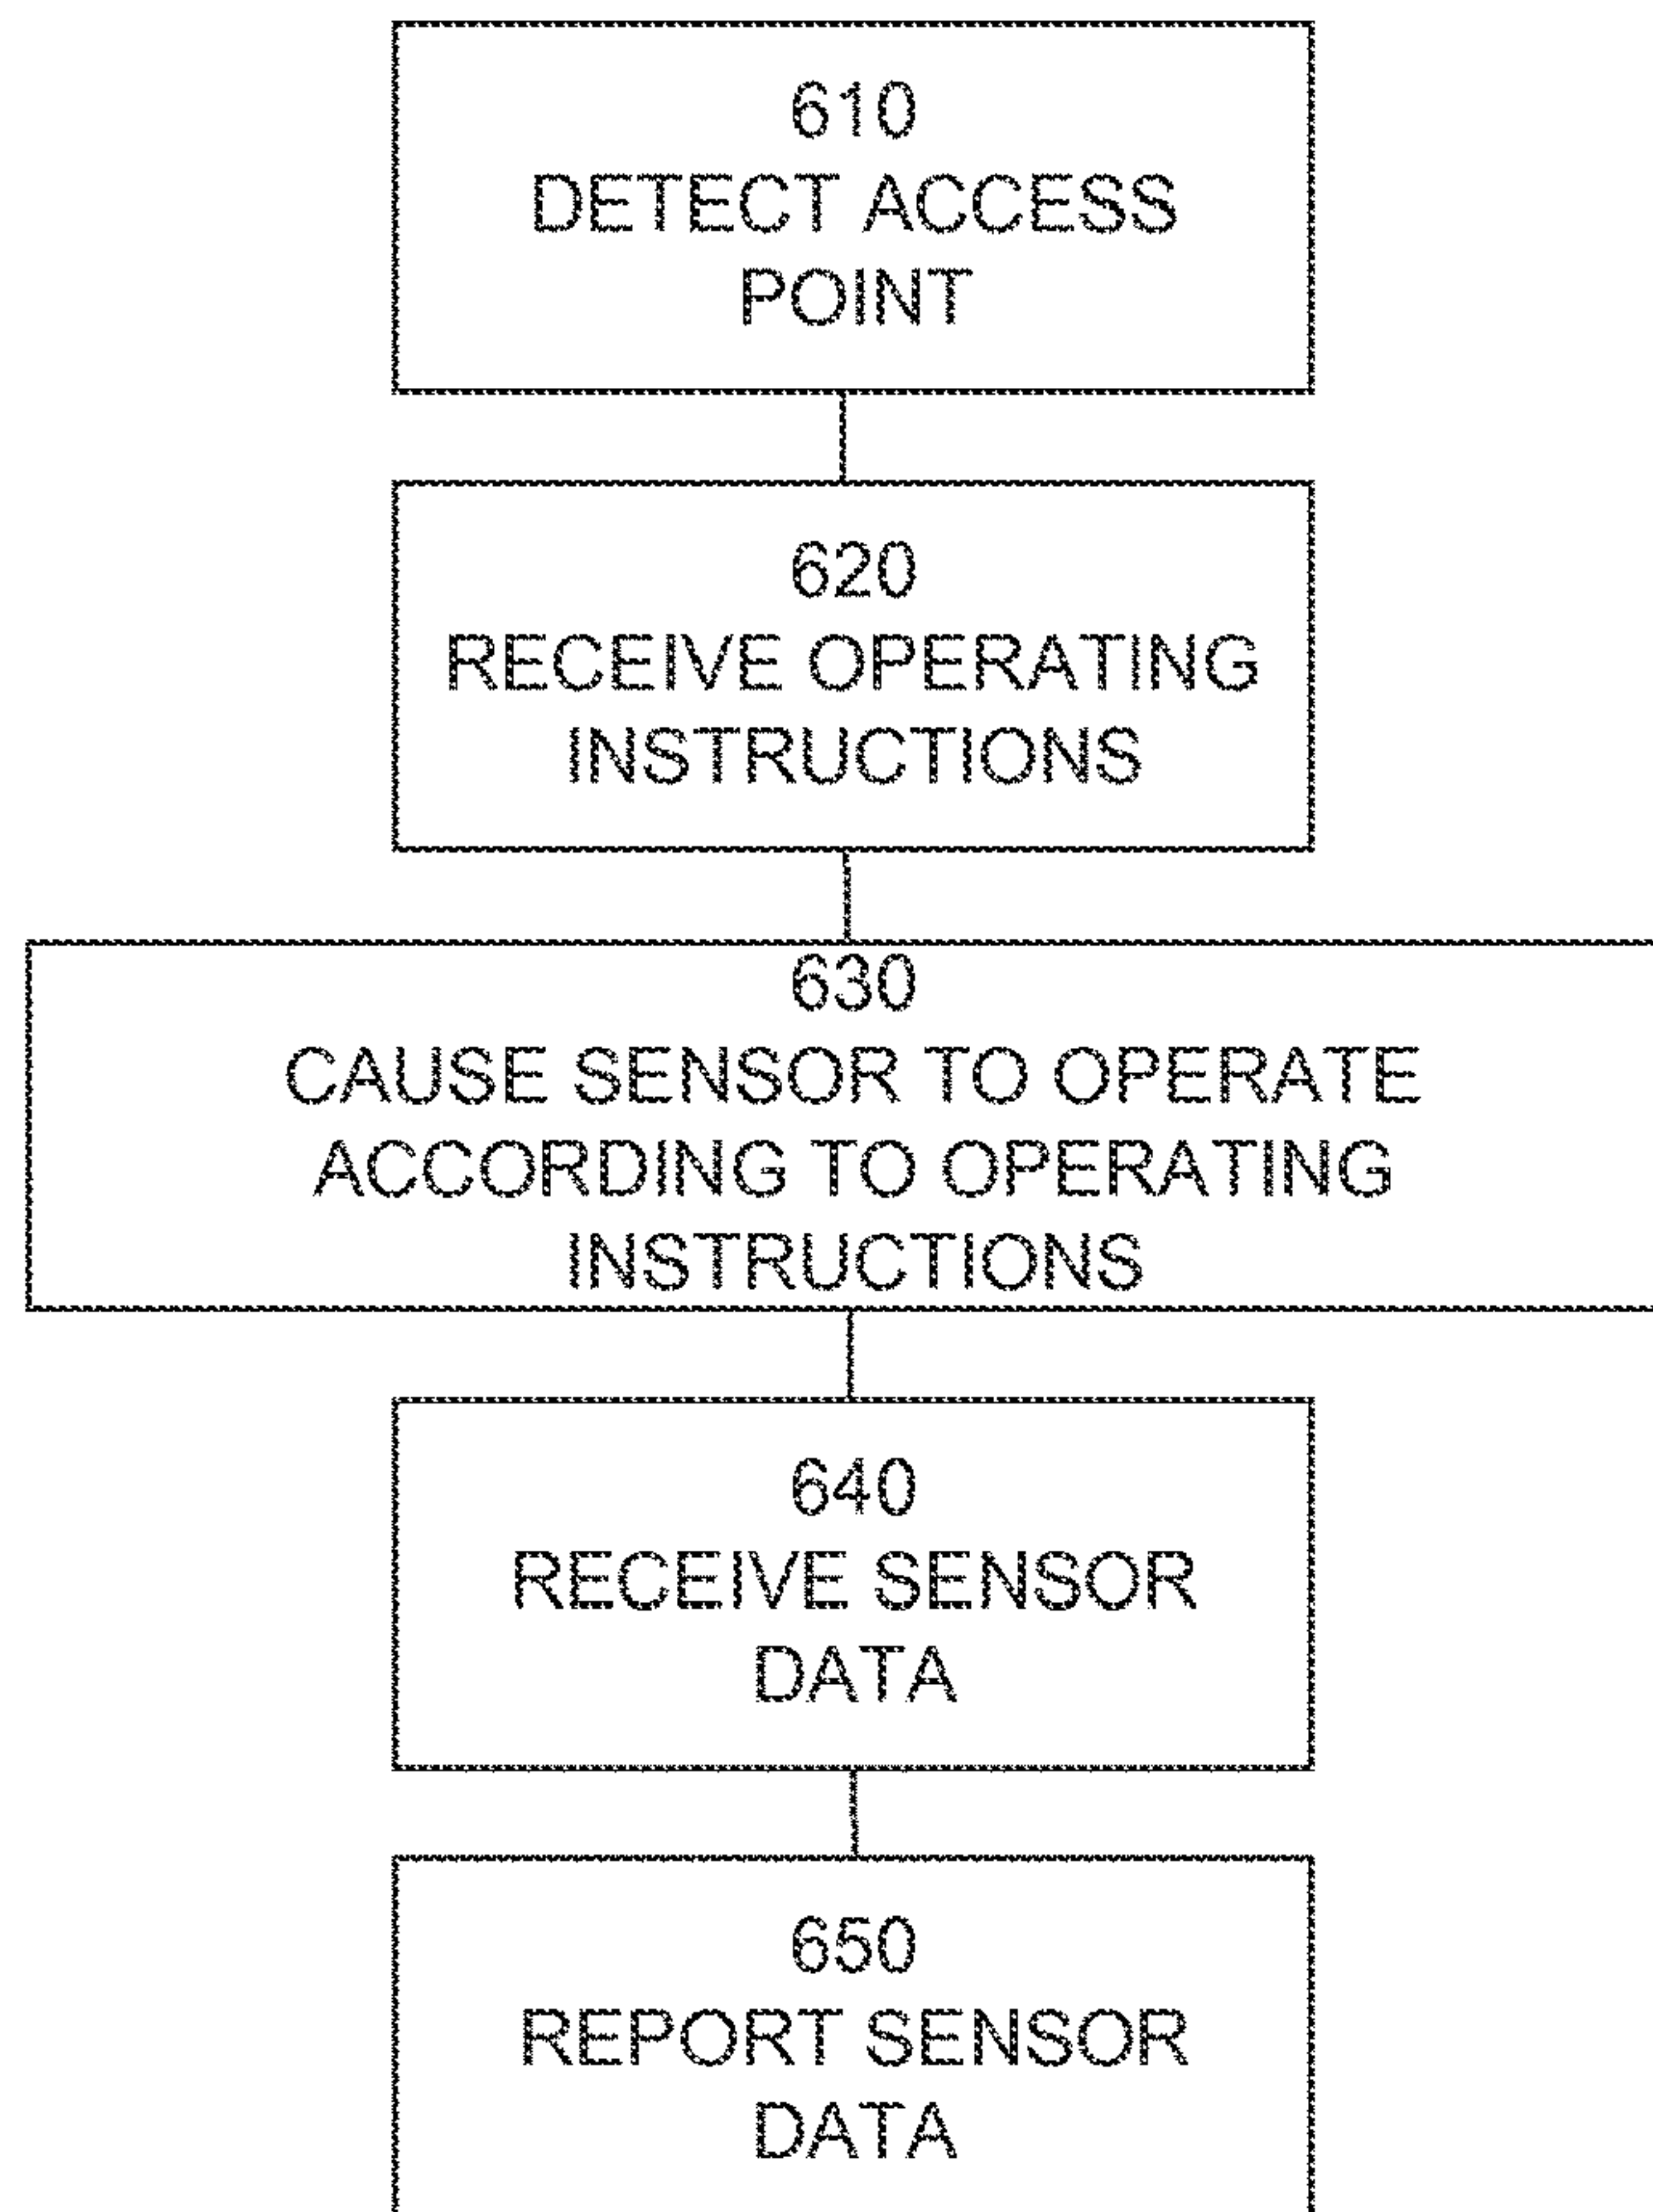 610
DETECT ACCESS
POINT
620
RECEIVE OPERATING
INSTRUCTIONS
630
CAUSE SENSOR TO OPERATE
ACCORDING TO OPERATING
INSTRUCTIONS
640
RECEIVE SENSOR
DATA
650
REPORT SENSOR
DATA